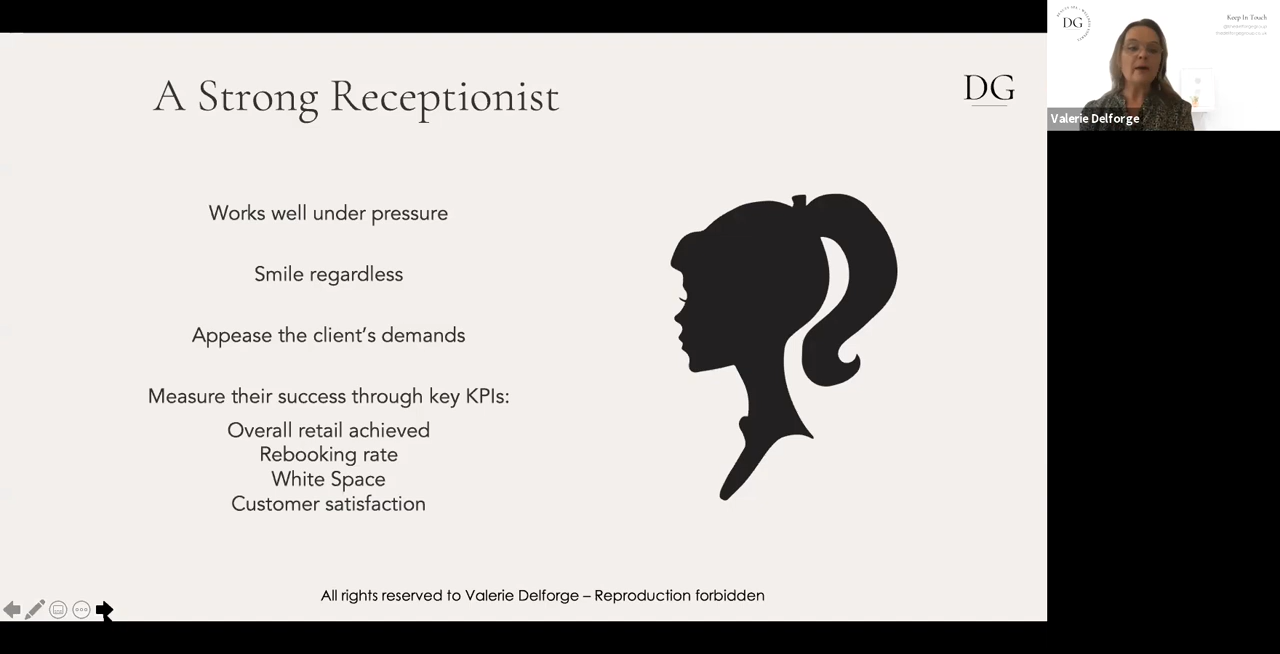 A Strong Receptionist
DG
Works well under pressure
Smile regardless
Appease the client's demands
Measure their success through key KPIs:
Overall retail achieved
Rebooking rate
White Space
Customer satisfaction
All rights reserved to Valerie Delforge – Reproduction forbidden
DG
Keep In Touch
Valerie Delforge